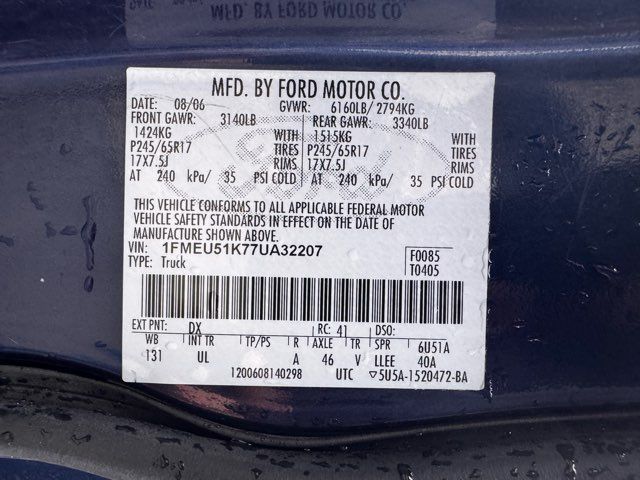 MFD. BY FORD MOTOR CO.
MFD. BY FORD MOTOR CO.
DATE: 08/06 GVWR: 6160LB/ 2794KG
FRONT GAWR: 3140LB REAR GAWR: 3340LB
1424KG WITH 1515KG WITH
P245/65R17 TIRES P245/65R17 TIRES
17X7.5J RIMS 17X7.5J RIMS
AT 240 kPa/ 35 PSI COLD AT 240 kPa/ 35 PSI COLD
THIS VEHICLE CONFORMS TO ALL APPLICABLE FEDERAL MOTOR
VEHICLE SAFETY STANDARDS IN EFFECT ON THE DATE OF
MANUFACTURE SHOWN ABOVE.
VIN: 1FMEU51K77UA32207 F0085
TYPE: Truck T0405
EXT PNT: DX RC: 41 DSO:
WB INT TR TP/PS R AXLE TR SPR 6U51A
131 UL A 46 V LLEE 40A
1200608140298 UTC ▽5U5A-1520472-BA